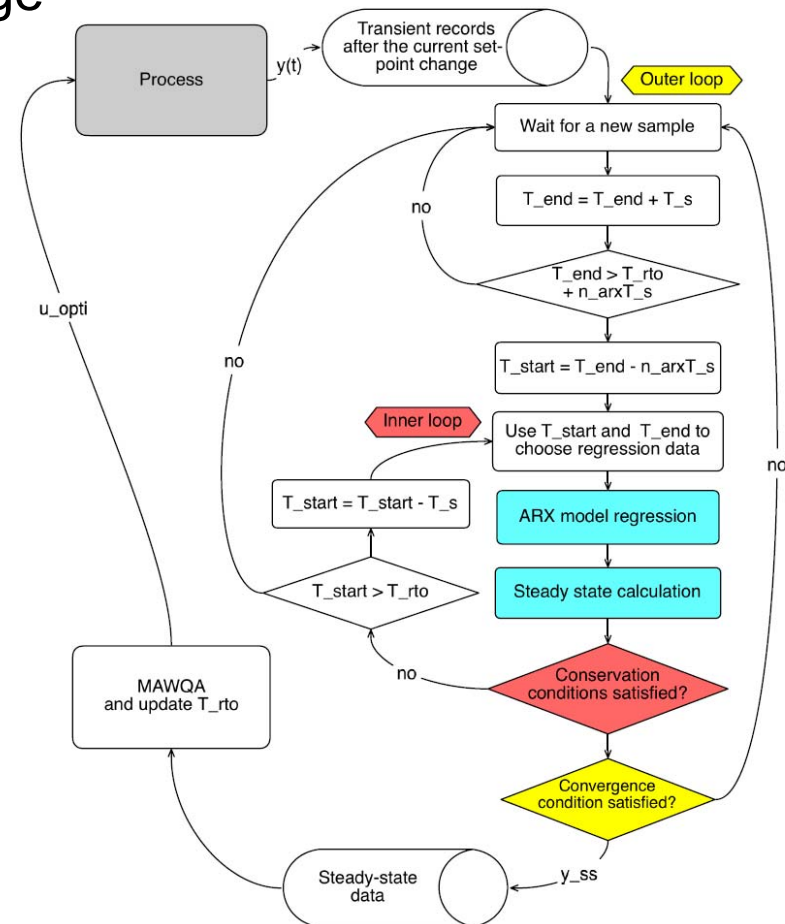 Process
y(t)
Transient records
after the current set-
point change
Outer loop
Wait for a new sample
T_end = T_end + T_s
no
T_end > T_rto
+ n_arxT_s
u_opti
no
T_start = T_end - n_arxT_s
Inner loop
Use T_start and T_end to
choose regression data
no
T_start = T_start - T_s
ARX model regression
T_start > T_rto
Steady state calculation
no
Conservation
conditions satisfied?
MAWQA
and update T_rto
Convergence
condition satisfied?
Steady-state
data
y_ss